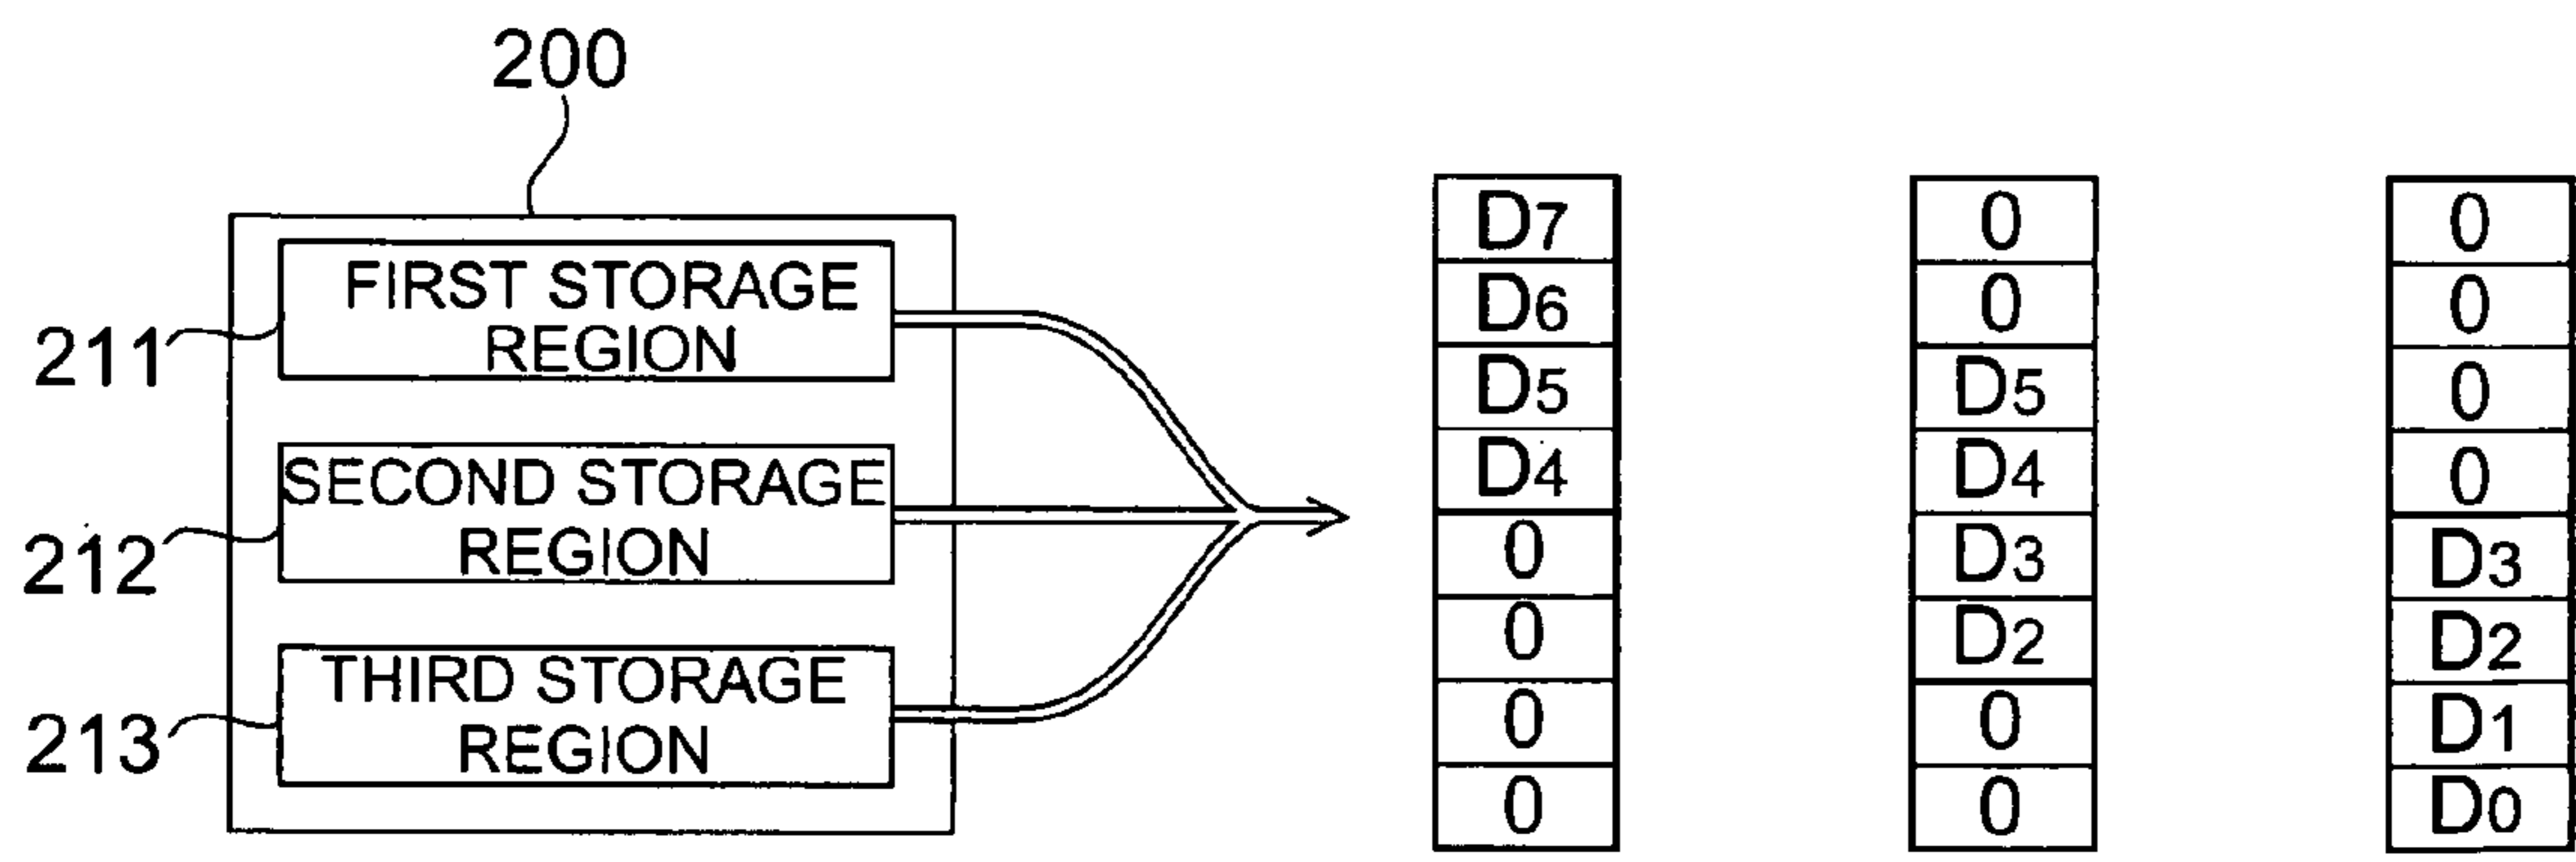 200
211
FIRST STORAGE
REGION
212
SECOND STORAGE
REGION
213
THIRD STORAGE
REGION
D7
D6
D5
D4
0
0
0
0
0
0
D5
D4
D3
D2
0
0
0
0
0
0
D3
D2
D1
D0